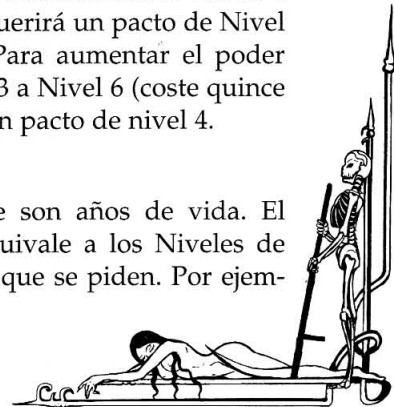 uerirá un pacto de Nivel
Para aumentar el poder
3 a Nivel 6 (coste quince
n pacto de nivel 4.
e son años de vida. El
uivale a los Niveles de
que se piden. Por ejem-